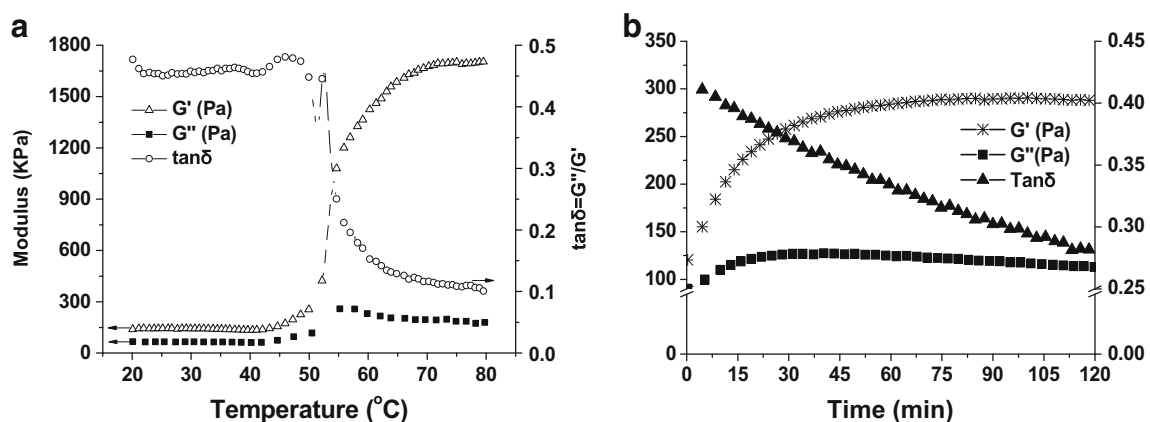 a
1800
1500
1200
900
600
300
0
Modulus (KPa)
G' (Pa)
G'' (Pa)
tanδ
0.5
0.4
0.3
0.2
0.1
0.0
tanδ=G''/G'
20 30 40 50 60 70 80
Temperature (°C)
b
350
300
250
200
150
100
0
G' (Pa)
G''(Pa)
Tanδ
0.45
0.40
0.35
0.30
0.25
0.00
0 15 30 45 60 75 90 105 120
Time (min)